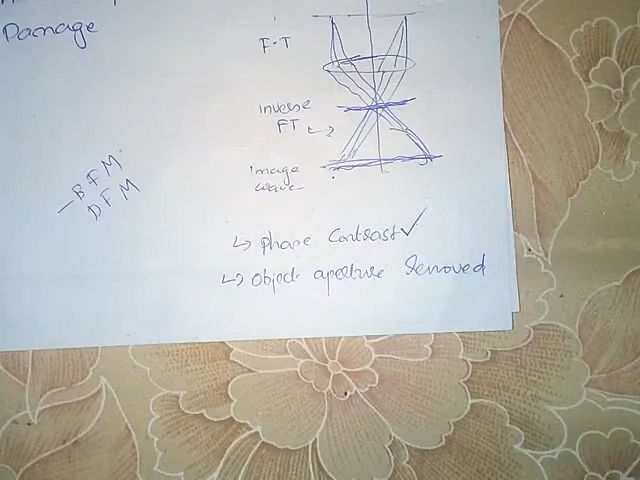 Damage
F.T
inverse
FT
image
wave
- BFM.
DFM
↳ phase Contrast ✓
↳ object aperture removed